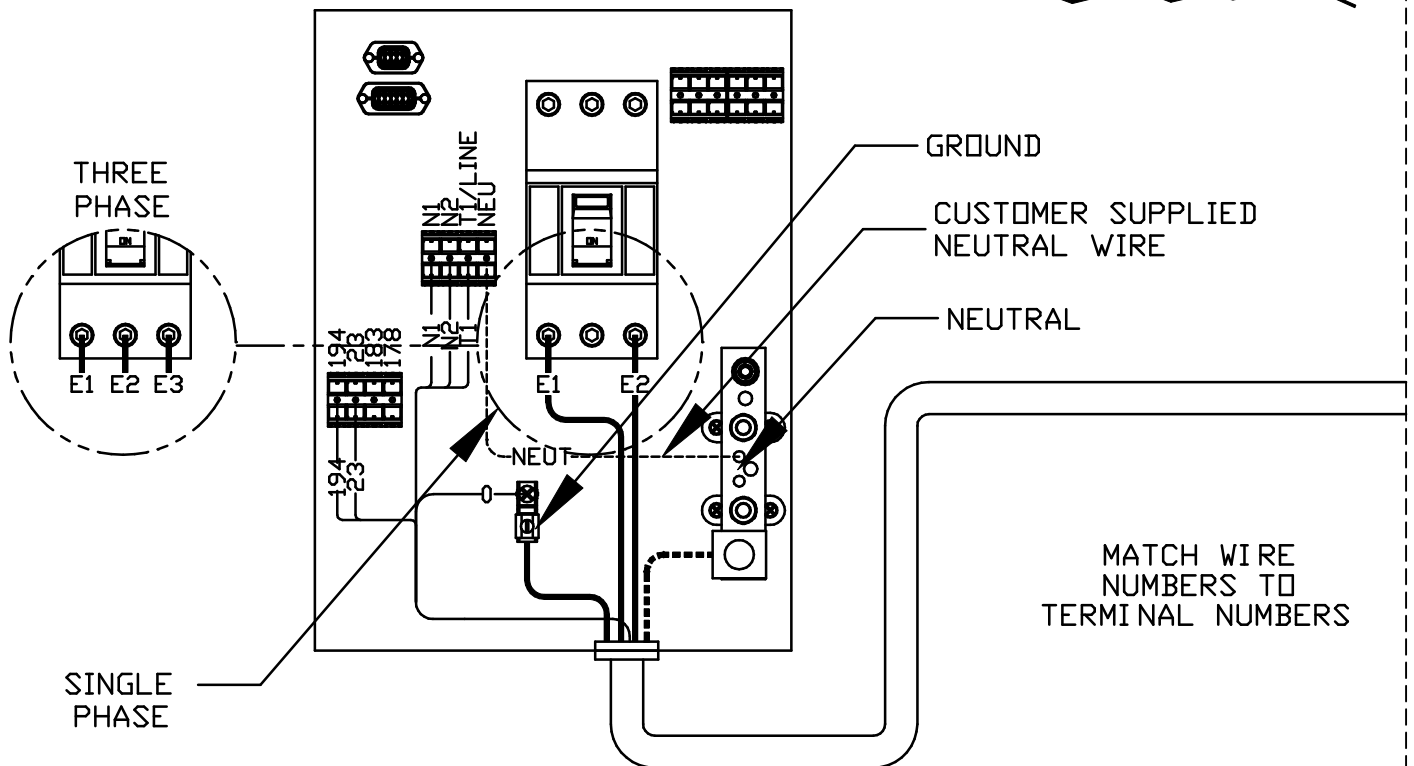 GROUND
THREE
PHASE
N1
N2
T1/LINE
NEU
CUSTOMER SUPPLIED
NEUTRAL WIRE
ON
ON
NEUTRAL
N1
N2
T1
194
23
183
178
E1 E2 E3
E1
E2
NEUT
194
23
0
MATCH WIRE
NUMBERS TO
TERMINAL NUMBERS
SINGLE
PHASE